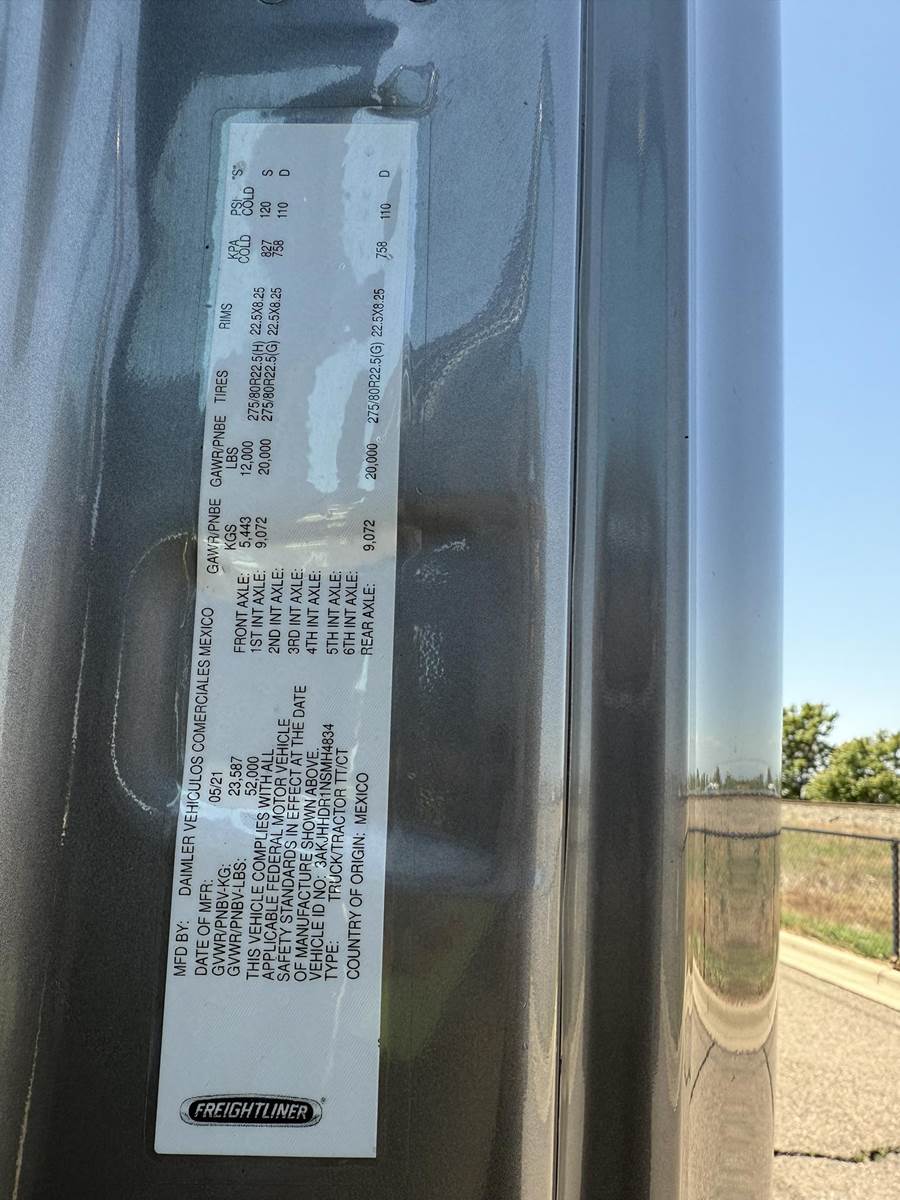 FREIGHTLINER®
MFD BY: DAIMLER VEHICULOS COMERCIALES MEXICO
DATE OF MFR: 05/21
GVWR/PNBV-KG: 23,587
GVWR/PNBV-LBS: 52,000
THIS VEHICLE COMPLIES WITH ALL
APPLICABLE FEDERAL MOTOR VEHICLE
SAFETY STANDARDS IN EFFECT AT THE DATE
OF MANUFACTURE SHOWN ABOVE.
VEHICLE ID NO: 3AKJHHDR1NSMH4834
TYPE: TRUCK/TRACTOR TT/CT
COUNTRY OF ORIGIN: MEXICO
GAWR/PNBE GAWR/PNBE TIRES RIMS KPA PSI *S*
KGS LBS COLD COLD
FRONT AXLE: 5,443 12,000 275/80R22.5(H) 22.5X8.25 827 120 S
1ST INT AXLE: 9,072 20,000 275/80R22.5(G) 22.5X8.25 758 110 D
2ND INT AXLE:
3RD INT AXLE:
4TH INT AXLE:
5TH INT AXLE:
6TH INT AXLE:
REAR AXLE: 9,072 20,000 275/80R22.5(G) 22.5X8.25 758 110 D